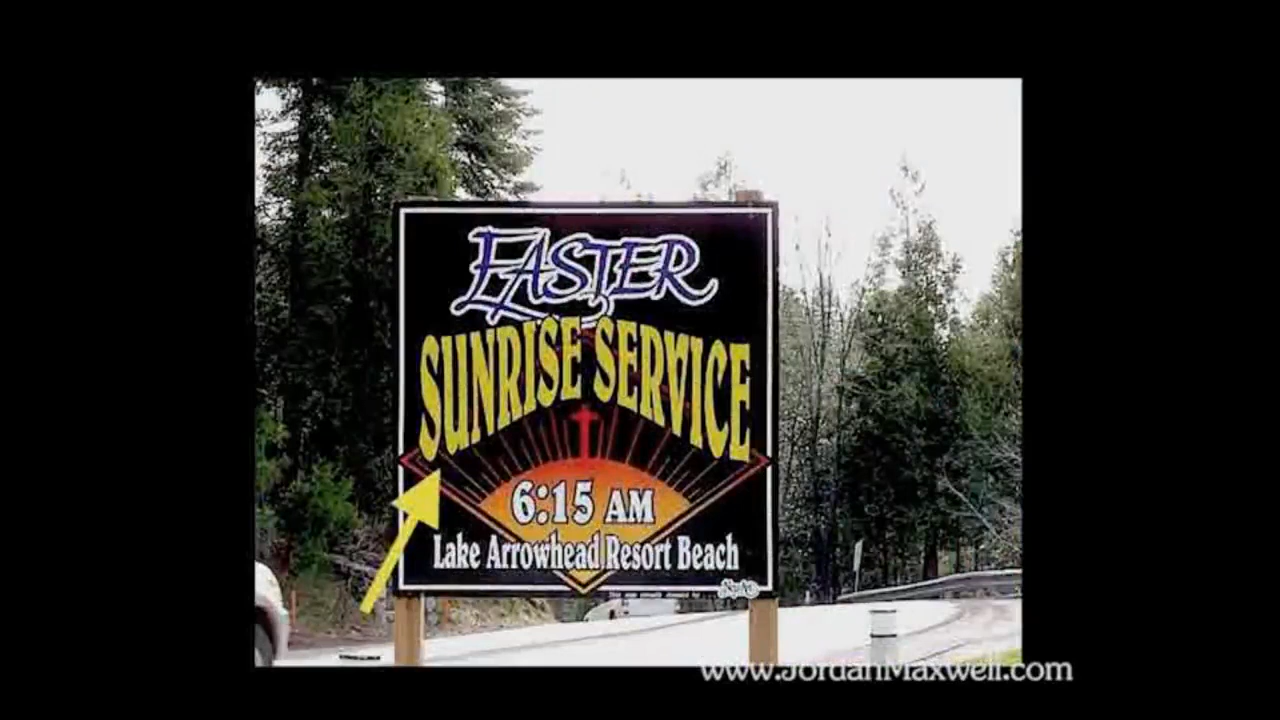 EASTER
SUNRISE SERVICE
6:15 AM
Lake Arrowhead Resort Beach
www.JordanMaxwell.com